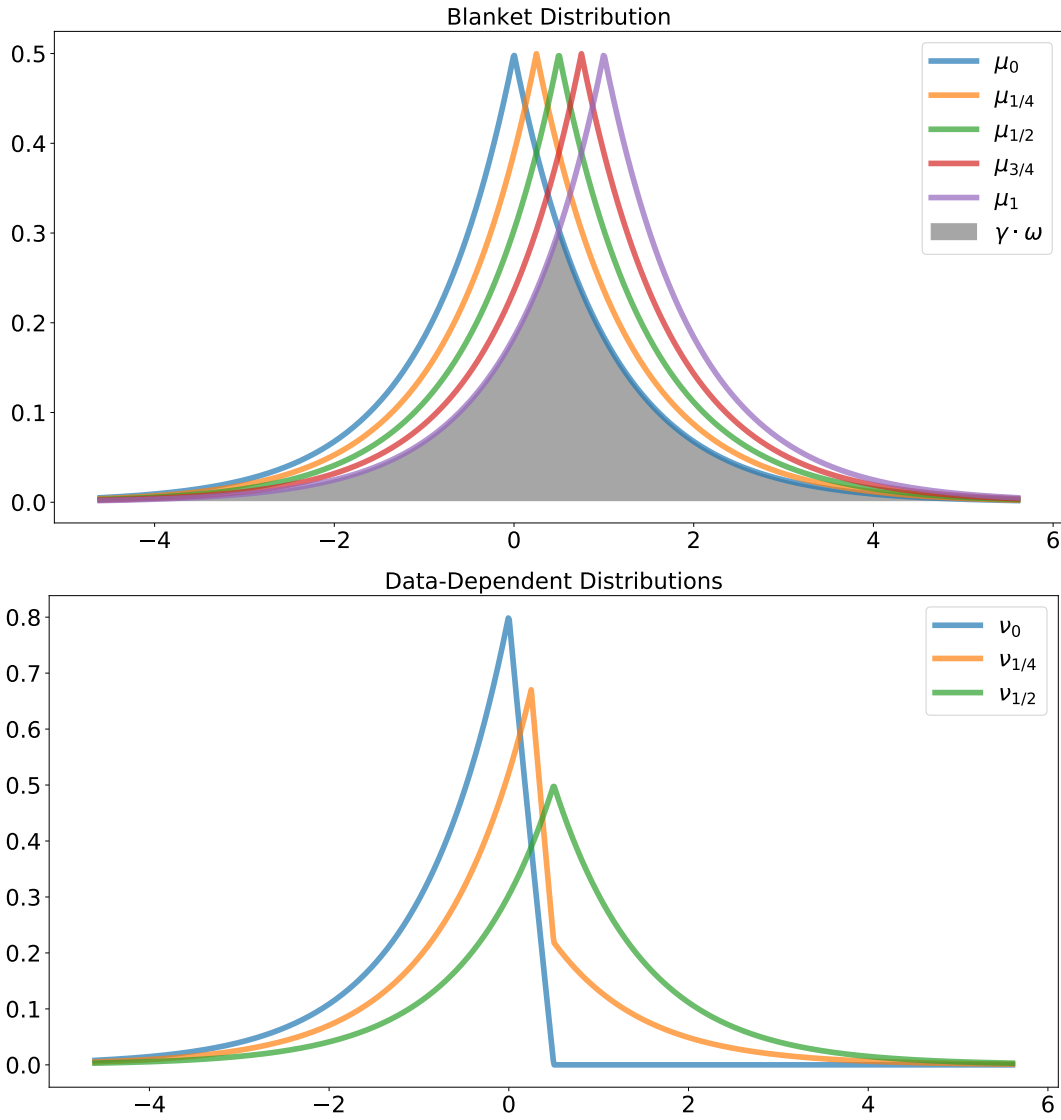 Blanket Distribution
0.5
0.4
0.3
0.2
0.1
0.0
−4 −2 0 2 4 6
μ₀
μ₁/₄
μ₁/₂
μ₃/₄
μ₁
γ · ω
Data-Dependent Distributions
0.8
0.7
0.6
0.5
0.4
0.3
0.2
0.1
0.0
−4 −2 0 2 4 6
ν₀
ν₁/₄
ν₁/₂